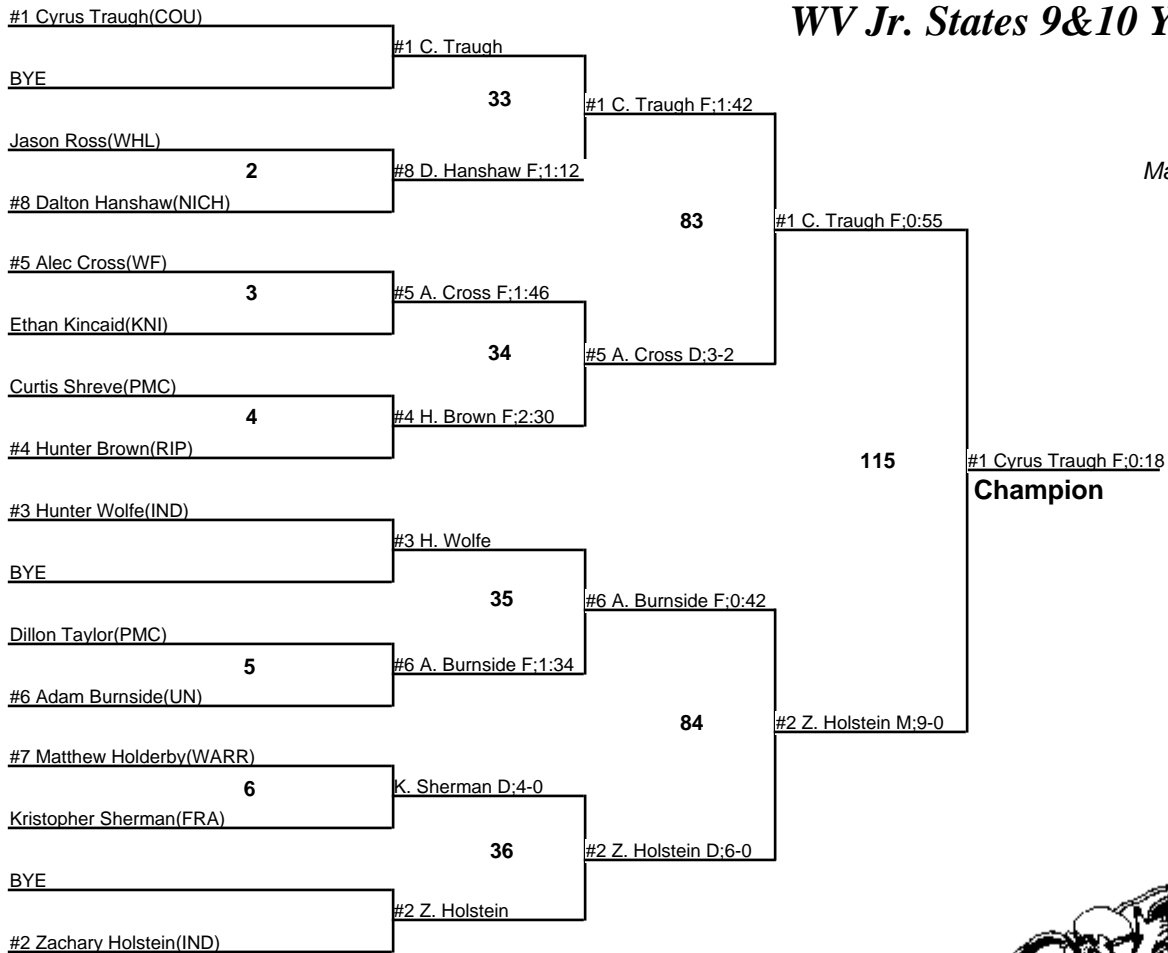 #1 Cyrus Traugh(COU)
WV Jr. States 9&10 Y
#1 C. Traugh
BYE
33
#1 C. Traugh F;1:42
Jason Ross(WHL)
2
#8 D. Hanshaw F;1:12
Ma
#8 Dalton Hanshaw(NICH)
83
#1 C. Traugh F;0:55
#5 Alec Cross(WF)
3
#5 A. Cross F;1:46
Ethan Kincaid(KNI)
34
#5 A. Cross D;3-2
Curtis Shreve(PMC)
4
#4 H. Brown F;2:30
#4 Hunter Brown(RIP)
115
#1 Cyrus Traugh F;0:18
Champion
#3 Hunter Wolfe(IND)
#3 H. Wolfe
BYE
35
#6 A. Burnside F;0:42
Dillon Taylor(PMC)
5
#6 A. Burnside F;1:34
#6 Adam Burnside(UN)
84
#2 Z. Holstein M;9-0
#7 Matthew Holderby(WARR)
6
K. Sherman D;4-0
Kristopher Sherman(FRA)
36
#2 Z. Holstein D;6-0
BYE
#2 Z. Holstein
#2 Zachary Holstein(IND)